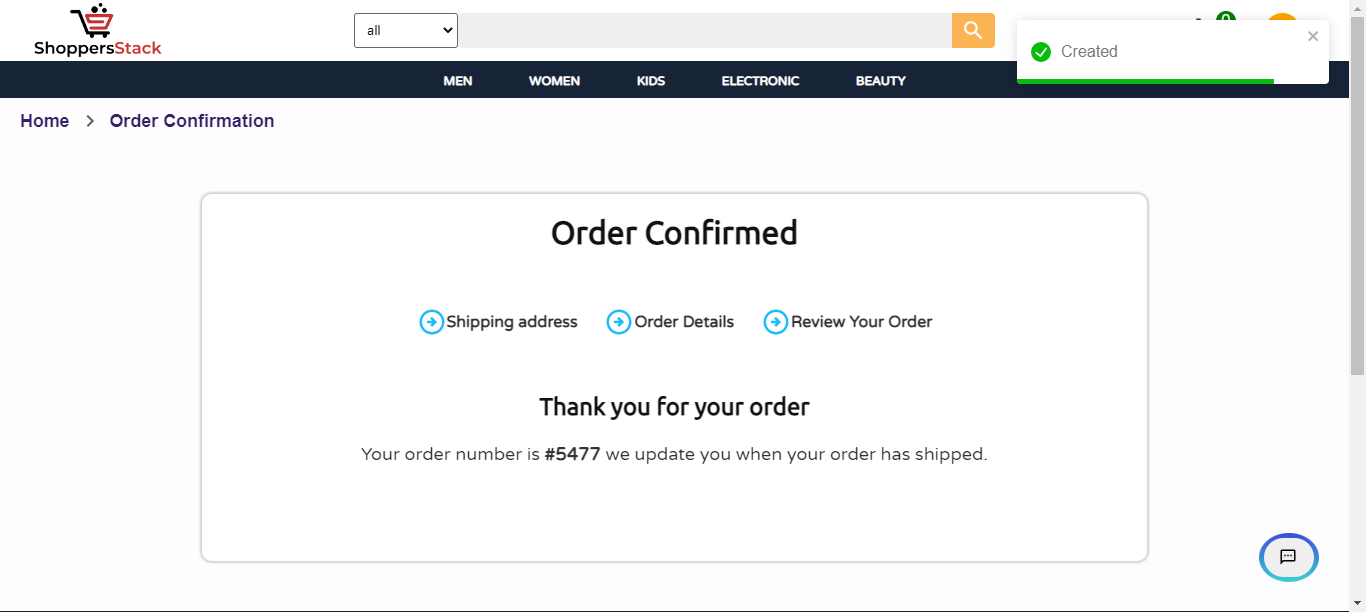 ShoppersStack
all
0
Created
MEN WOMEN KIDS ELECTRONIC BEAUTY
Home > Order Confirmation
Order Confirmed
Shipping address Order Details Review Your Order
Thank you for your order
Your order number is #5477 we update you when your order has shipped.